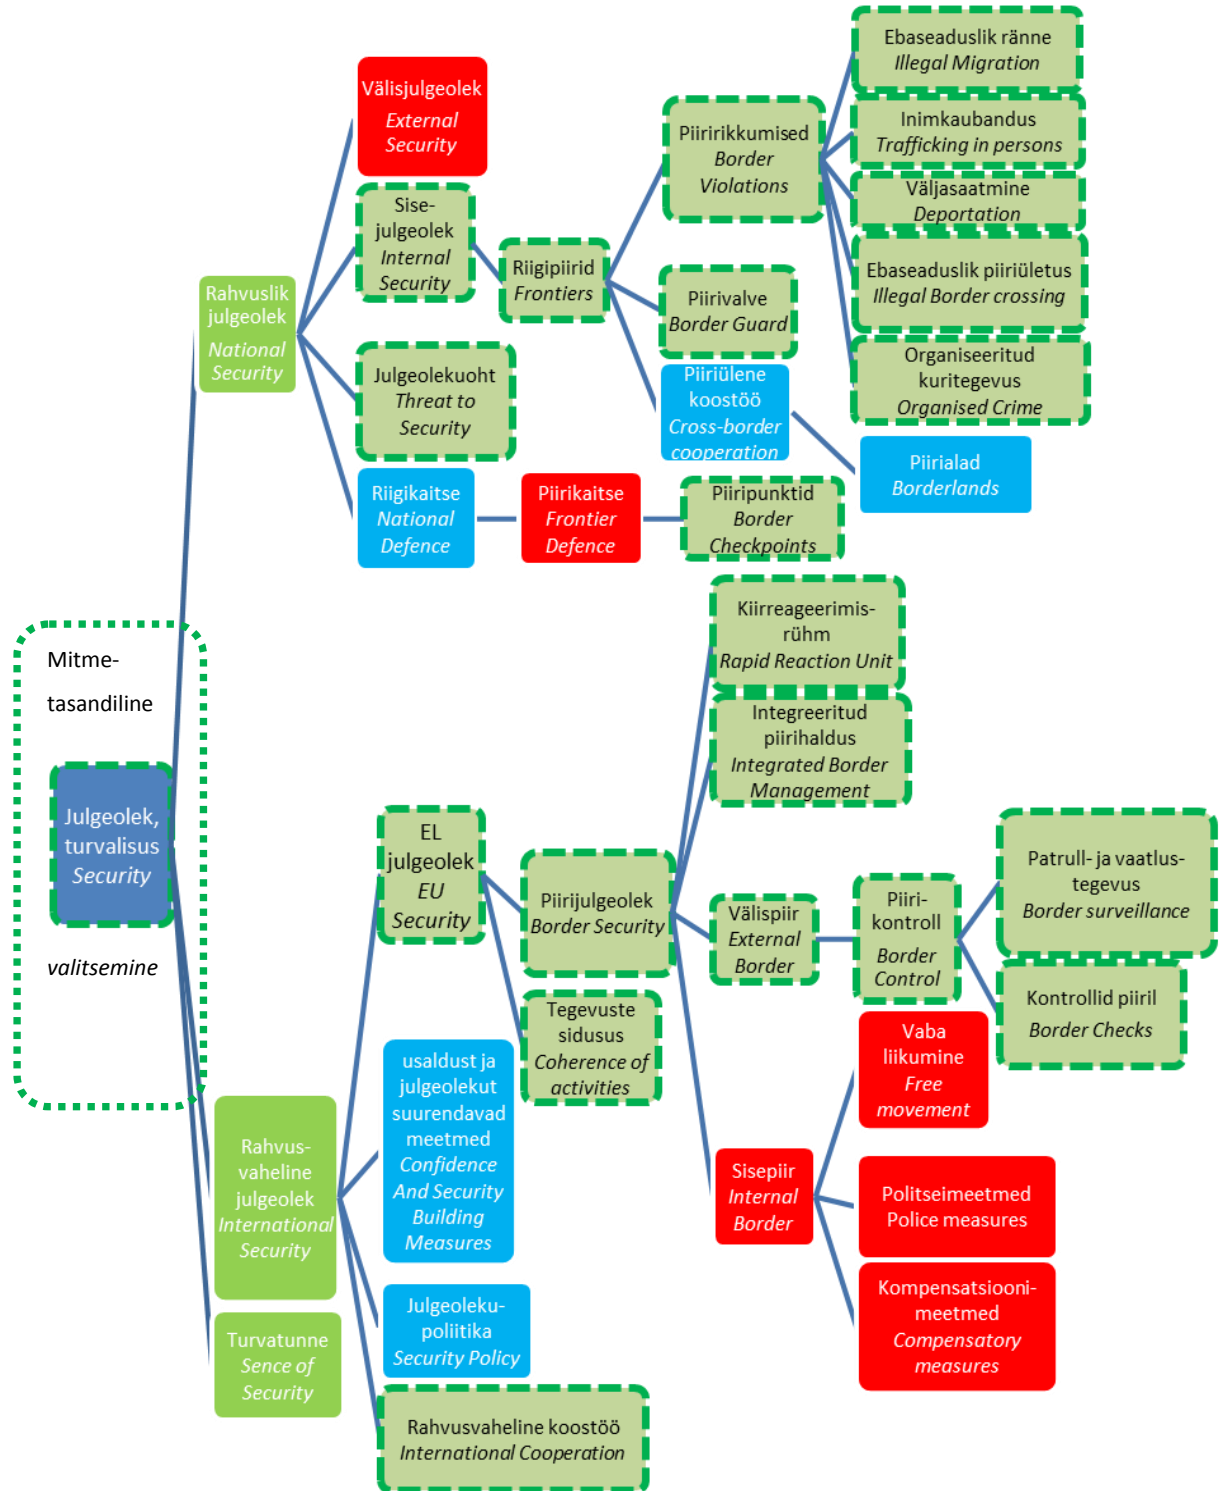 Ebaseaduslik ränne
Illegal Migration
Inimkaubandus
Trafficking in persons
Väljasaatmine
Deportation
Ebaseaduslik piiriületus
Illegal Border crossing
Organiseeritud
kuritegevus
Organised Crime
Välisjulgeolek
External
Security
Piiririkkumised
Border
Violations
Sise-
julgeolek
Internal
Security
Riigipiirid
Frontiers
Piirivalve
Border Guard
Rahvuslik
julgeolek
National
Security
Julgeolekuoht
Threat to
Security
Piiriülene
koostöö
Cross-border
cooperation
Piirialad
Borderlands
Riigikaitse
National
Defence
Piirikaitse
Frontier
Defence
Piiripunktid
Border
Checkpoints
Kiirreageerimis-
rühm
Rapid Reaction Unit
Integreeritud
piirihaldus
Integrated Border
Management
Mitme-
tasandiline
Julgeolek,
turvalisus
Security
valitsemine
EL
julgeolek
EU
Security
Piirijulgeolek
Border Security
Välispiir
External
Border
Piiri-
kontroll
Border
Control
Patrull- ja vaatlus-
tegevus
Border surveillance
Kontrollid piiril
Border Checks
Tegevuste
sidusus
Coherence of
activities
usaldust ja
julgeolekut
suurendavad
meetmed
Confidence
And Security
Building
Measures
Vaba
liikumine
Free
movement
Rahvus-
vaheline
julgeolek
International
Security
Sisepiir
Internal
Border
Politseimeetmed
Police measures
Kompensatsiooni-
meetmed
Compensatory
measures
Julgeoleku-
poliitika
Security Policy
Turvatunne
Sence of
Security
Rahvusvaheline koostöö
International Cooperation